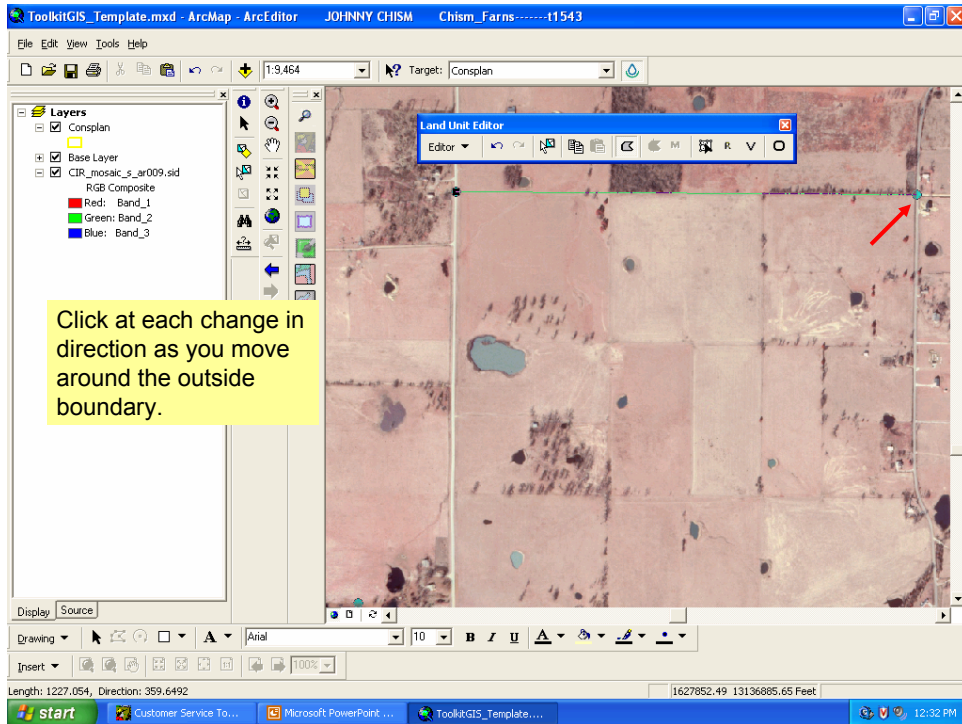 ToolkitGIS_Template.mxd - ArcMap - ArcEditor JOHNNY CHISM Chism_Farns-------t1543
File Edit View Tools Help
1:9,464 Target: Consplan
Layers
Consplan
Base Layer
CIR_mosaic_s_ar009.sid
RGB Composite
Red: Band_1
Green: Band_2
Blue: Band_3
Land Unit Editor
Editor M R V O
Click at each change in
direction as you move
around the outside
boundary.
Display Source
Drawing A Arial 10 B I U A
Insert 1:1 100%
Length: 1227.054, Direction: 359.6492 1627852.49 13136885.65 Feet
start Customer Service To... Microsoft PowerPoint ... ToolkitGIS_Template.... 12:32 PM